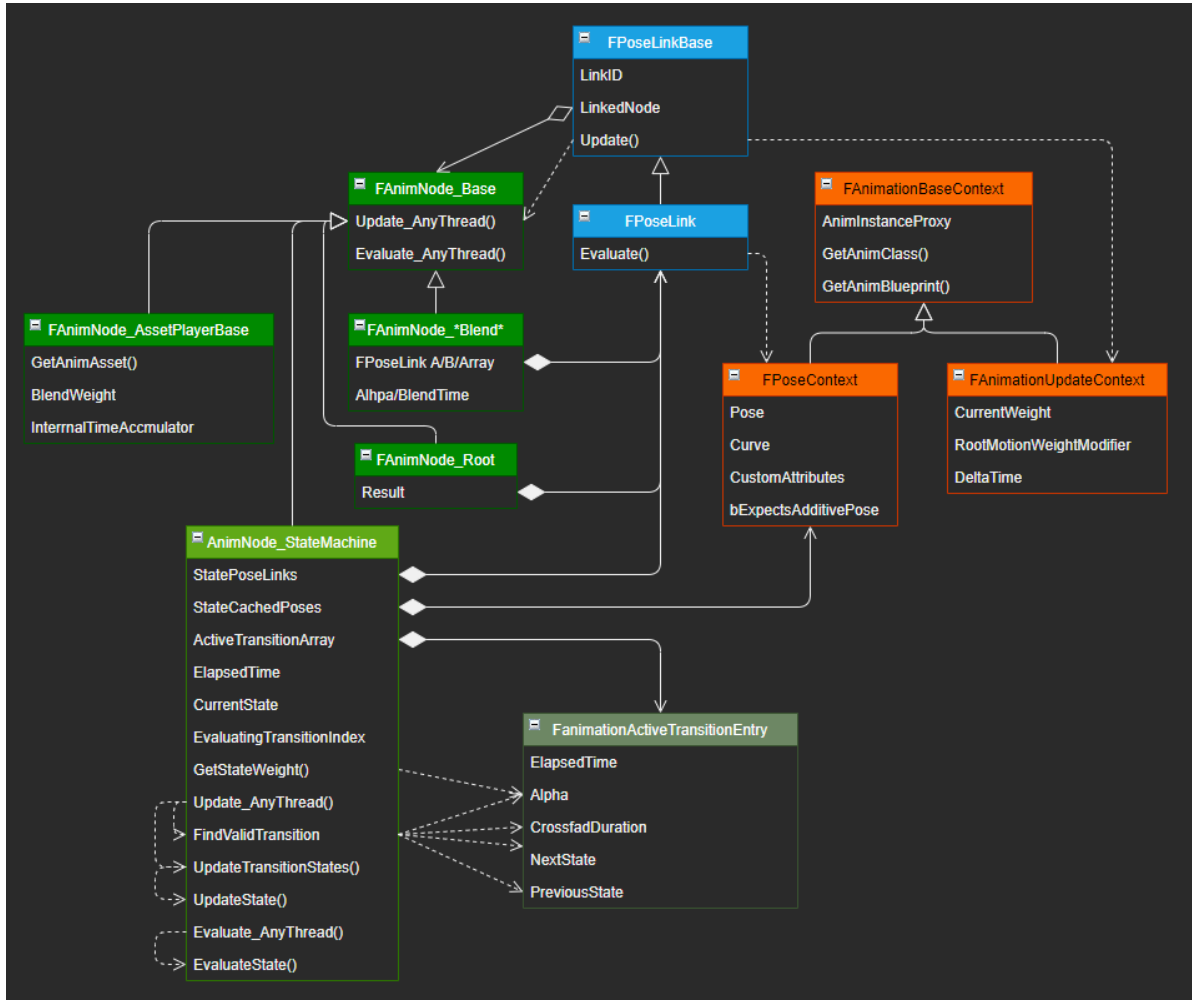 FPoseLinkBase
LinkID
LinkedNode
Update()
FAnimNode_Base
Update_AnyThread()
Evaluate_AnyThread()
FPoseLink
Evaluate()
FAnimationBaseContext
AnimInstanceProxy
GetAnimClass()
GetAnimBlueprint()
FAnimNode_AssetPlayerBase
GetAnimAsset()
BlendWeight
InterrnalTimeAccmulator
FAnimNode_*Blend*
FPoseLink A/B/Array
Alhpa/BlendTime
FPoseContext
Pose
Curve
CustomAttributes
bExpectsAdditivePose
FAnimationUpdateContext
CurrentWeight
RootMotionWeightModifier
DeltaTime
FAnimNode_Root
Result
AnimNode_StateMachine
StatePoseLinks
StateCachedPoses
ActiveTransitionArray
ElapsedTime
CurrentState
EvaluatingTransitionIndex
GetStateWeight()
Update_AnyThread()
FindValidTransition
UpdateTransitionStates()
UpdateState()
Evaluate_AnyThread()
EvaluateState()
FanimationActiveTransitionEntry
ElapsedTime
Alpha
CrossfadDuration
NextState
PreviousState